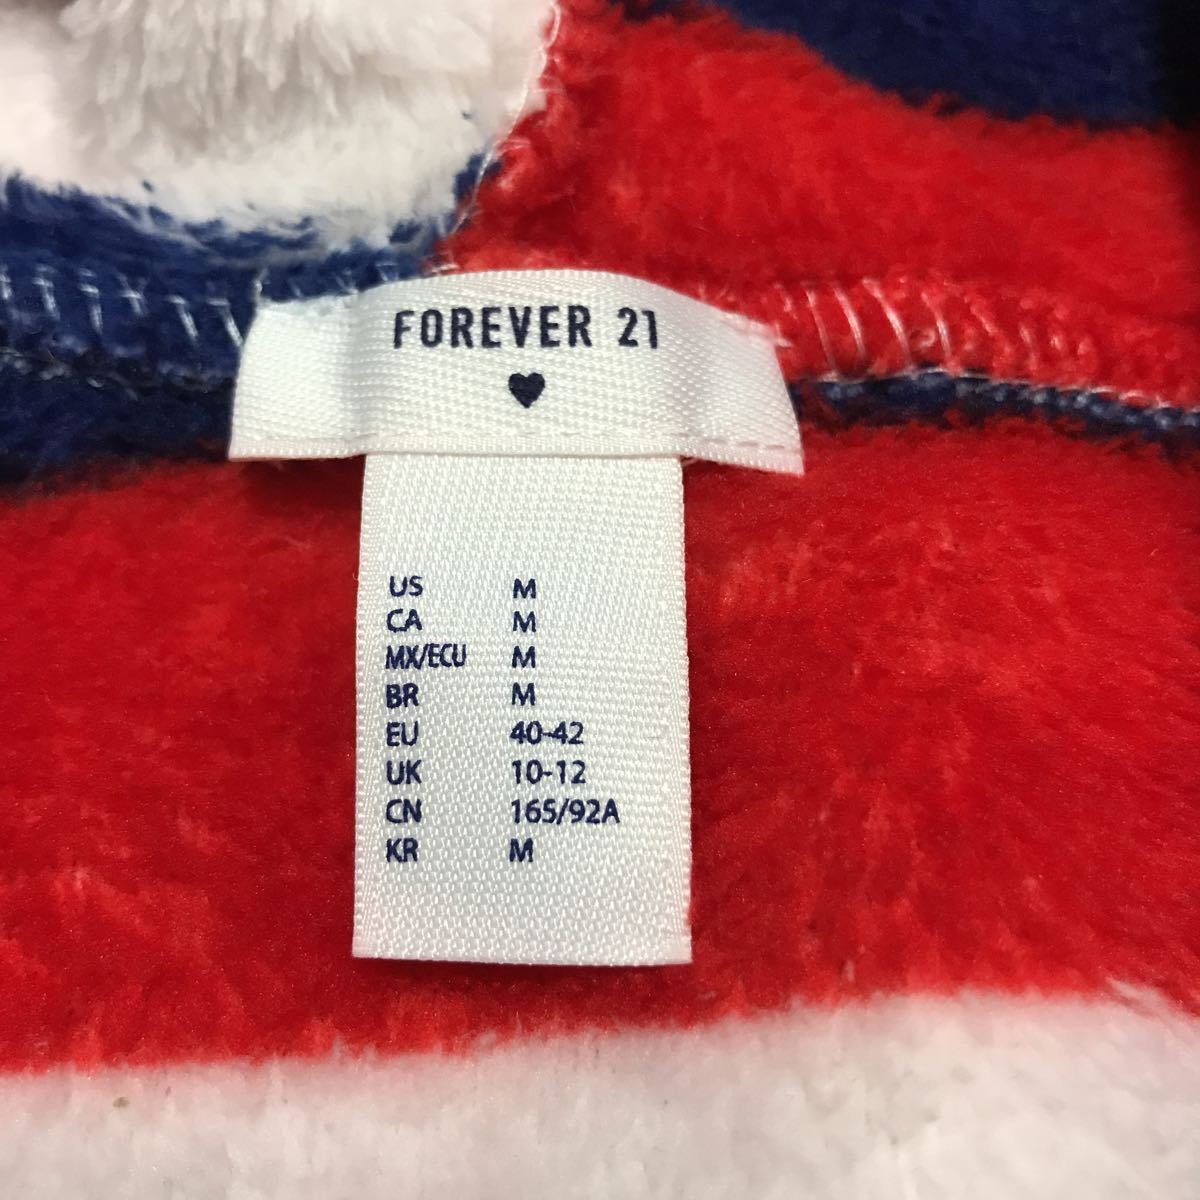 FOREVER 21
US M
CA M
MX/ECU M
BR M
EU 40-42
UK 10-12
CN 165/92A
KR M